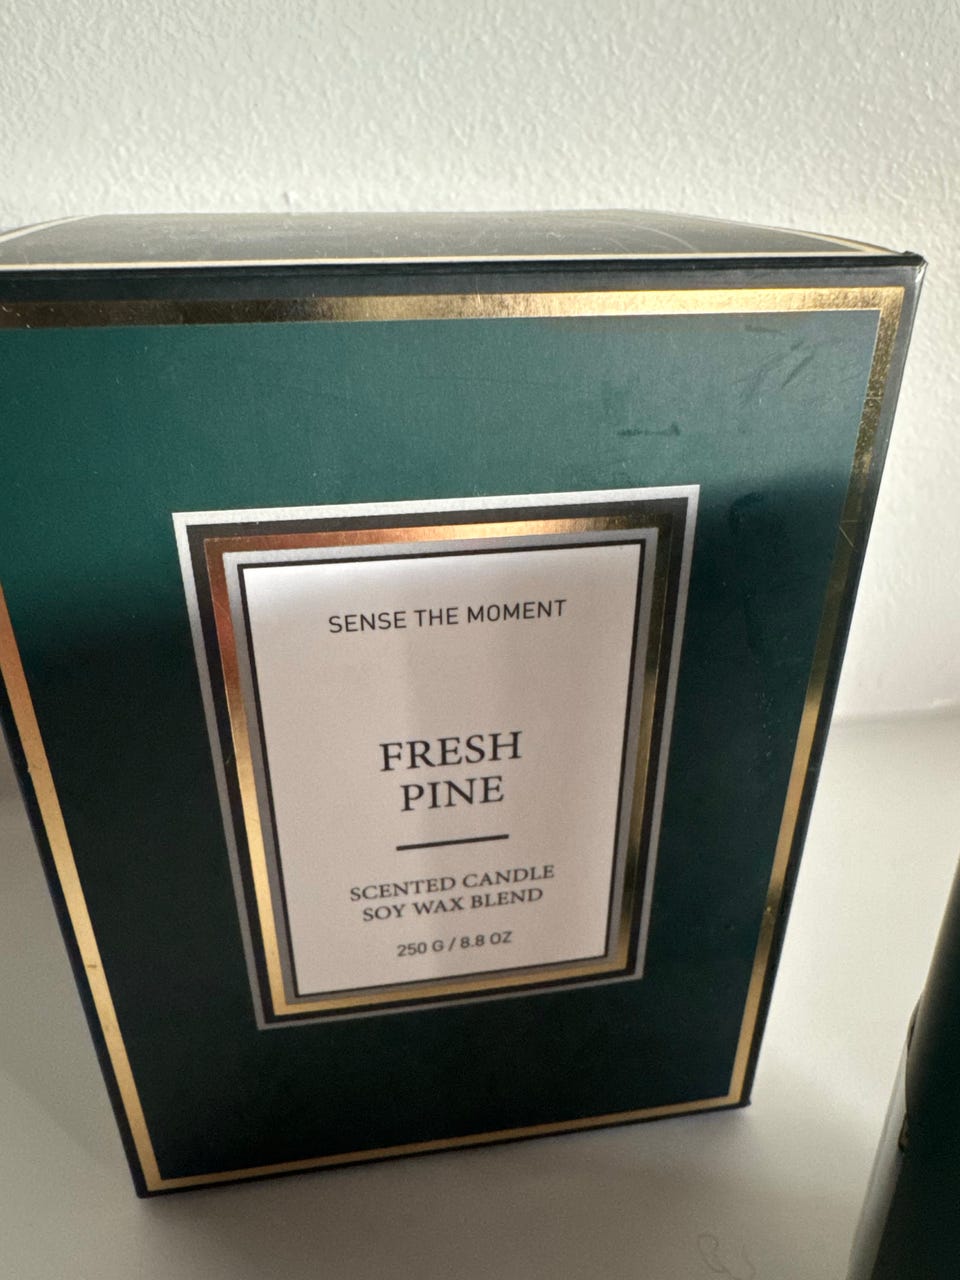 SENSE THE MOMENT
FRESH
PINE
SCENTED CANDLE
SOY WAX BLEND
250 G / 8.8 OZ